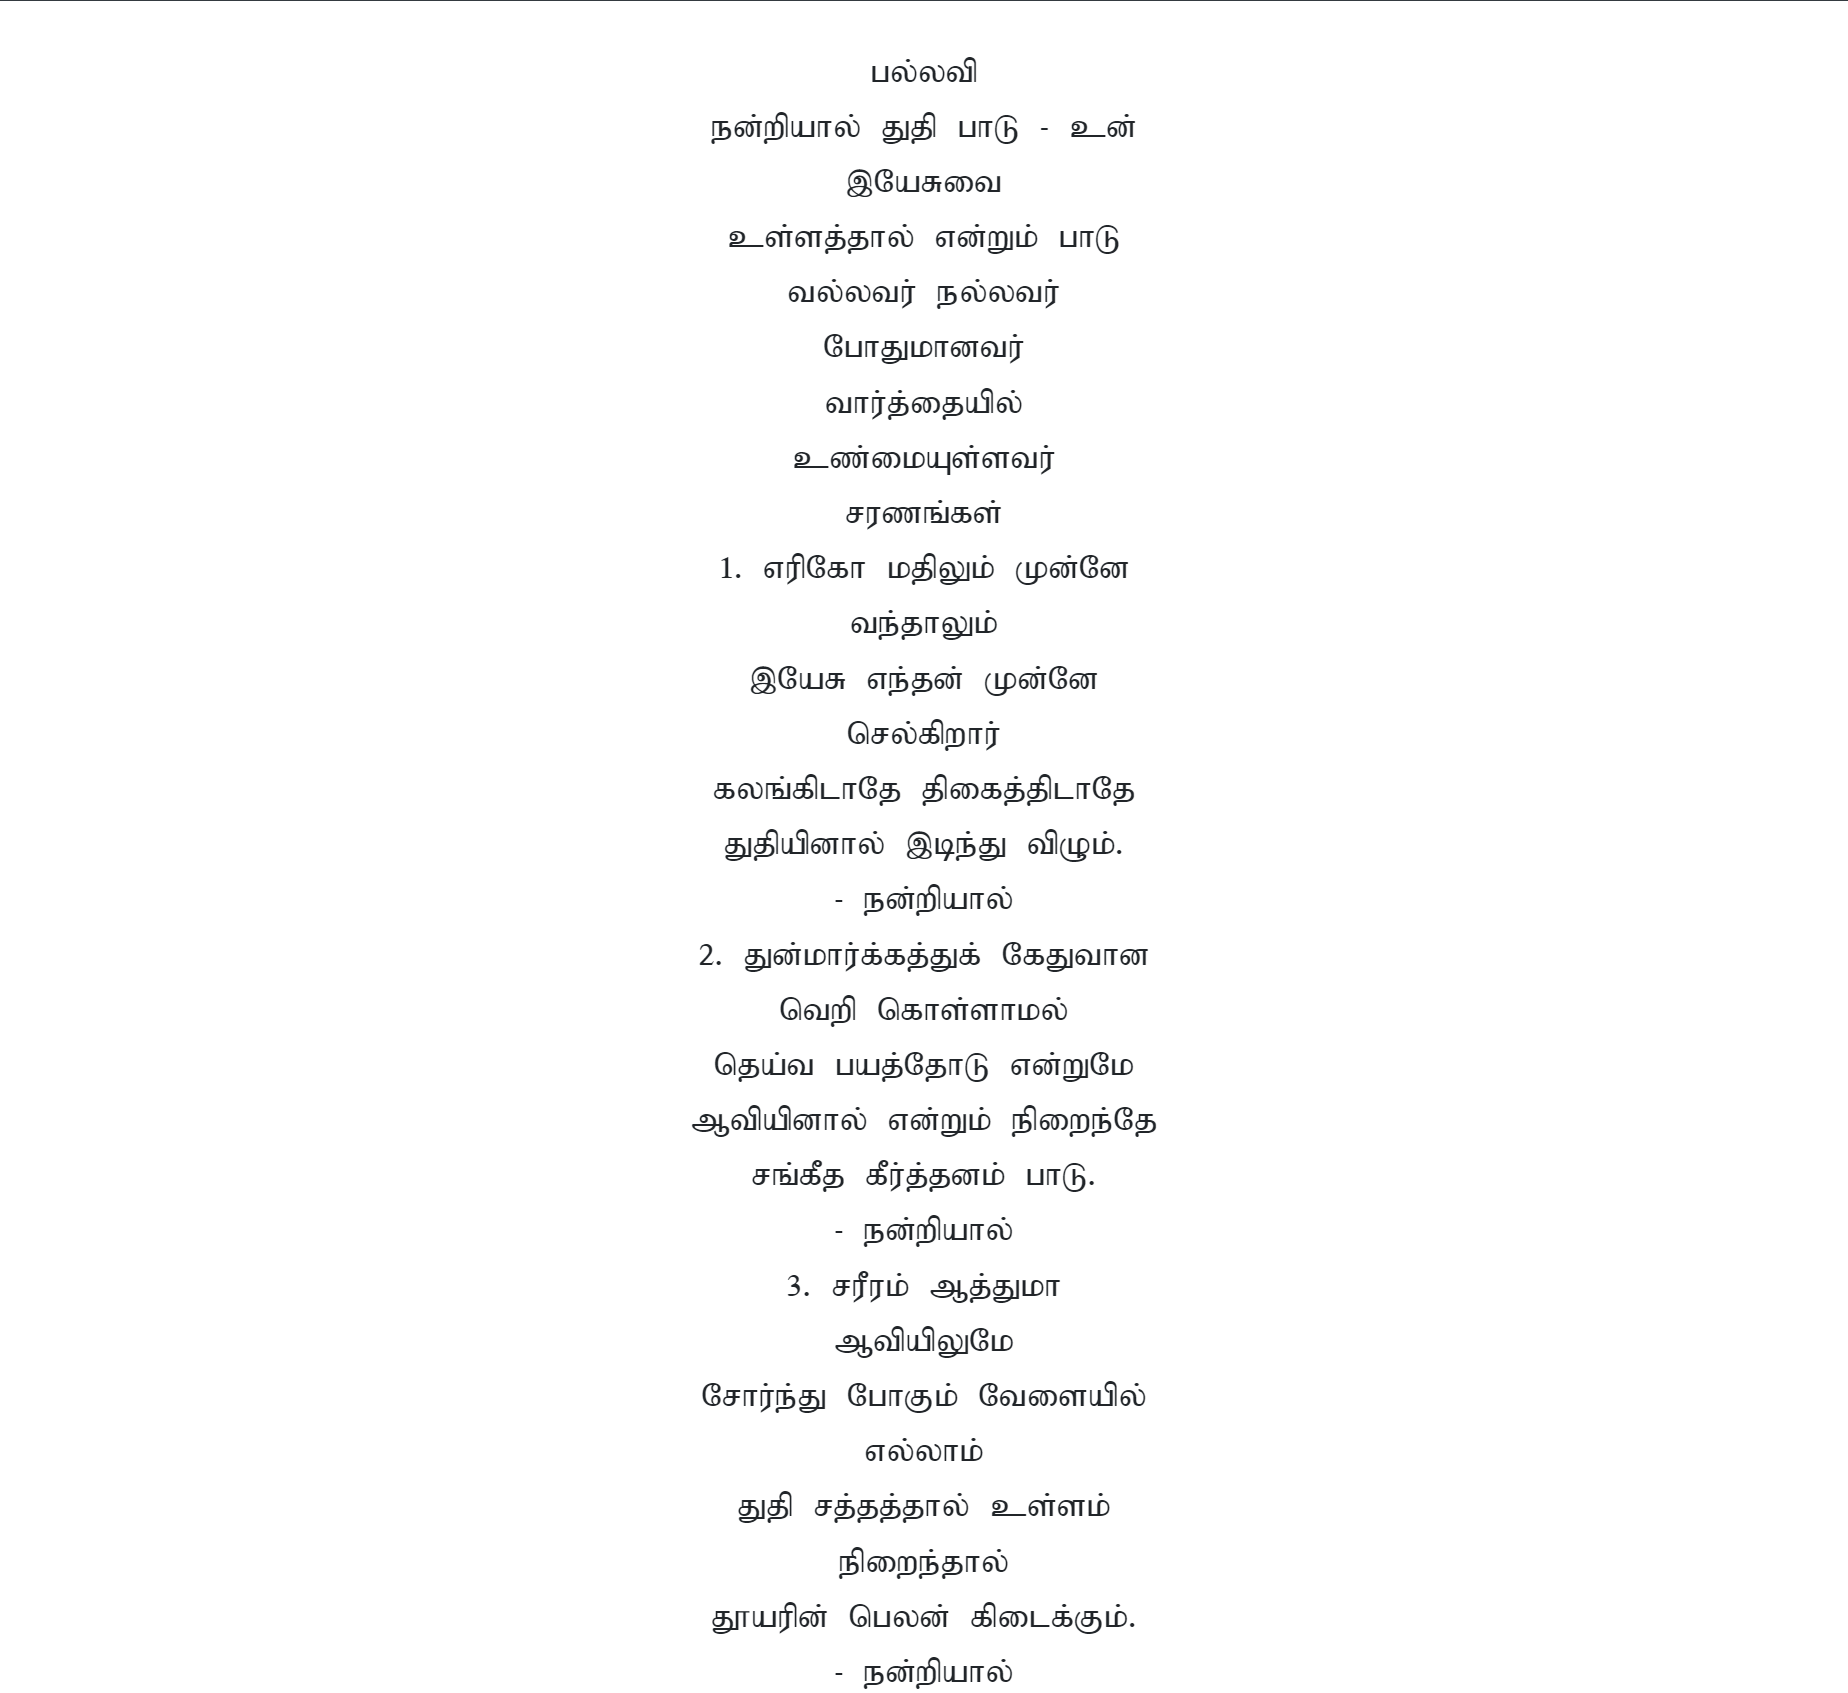 பல்லவி
நன்றியால் துதி பாடு - உன்
இயேசுவை
உள்ளத்தால் என்றும் பாடு
வல்லவர் நல்லவர்
போதுமானவர்
வார்த்தையில்
உண்மையுள்ளவர்
சரணங்கள்
1. எரிகோ மதிலும் முன்னே
வந்தாலும்
இயேசு எந்தன் முன்னே
செல்கிறார்
கலங்கிடாதே திகைத்திடாதே
துதியினால் இடிந்து விழும்.
- நன்றியால்
2. துன்மார்க்கத்துக் கேதுவான
வெறி கொள்ளாமல்
தெய்வ பயத்தோடு என்றுமே
ஆவியினால் என்றும் நிறைந்தே
சங்கீத கீர்த்தனம் பாடு.
- நன்றியால்
3. சரீரம் ஆத்துமா
ஆவியிலுமே
சோர்ந்து போகும் வேளையில்
எல்லாம்
துதி சத்தத்தால் உள்ளம்
நிறைந்தால்
தூயரின் பெலன் கிடைக்கும்.
- நன்றியால்